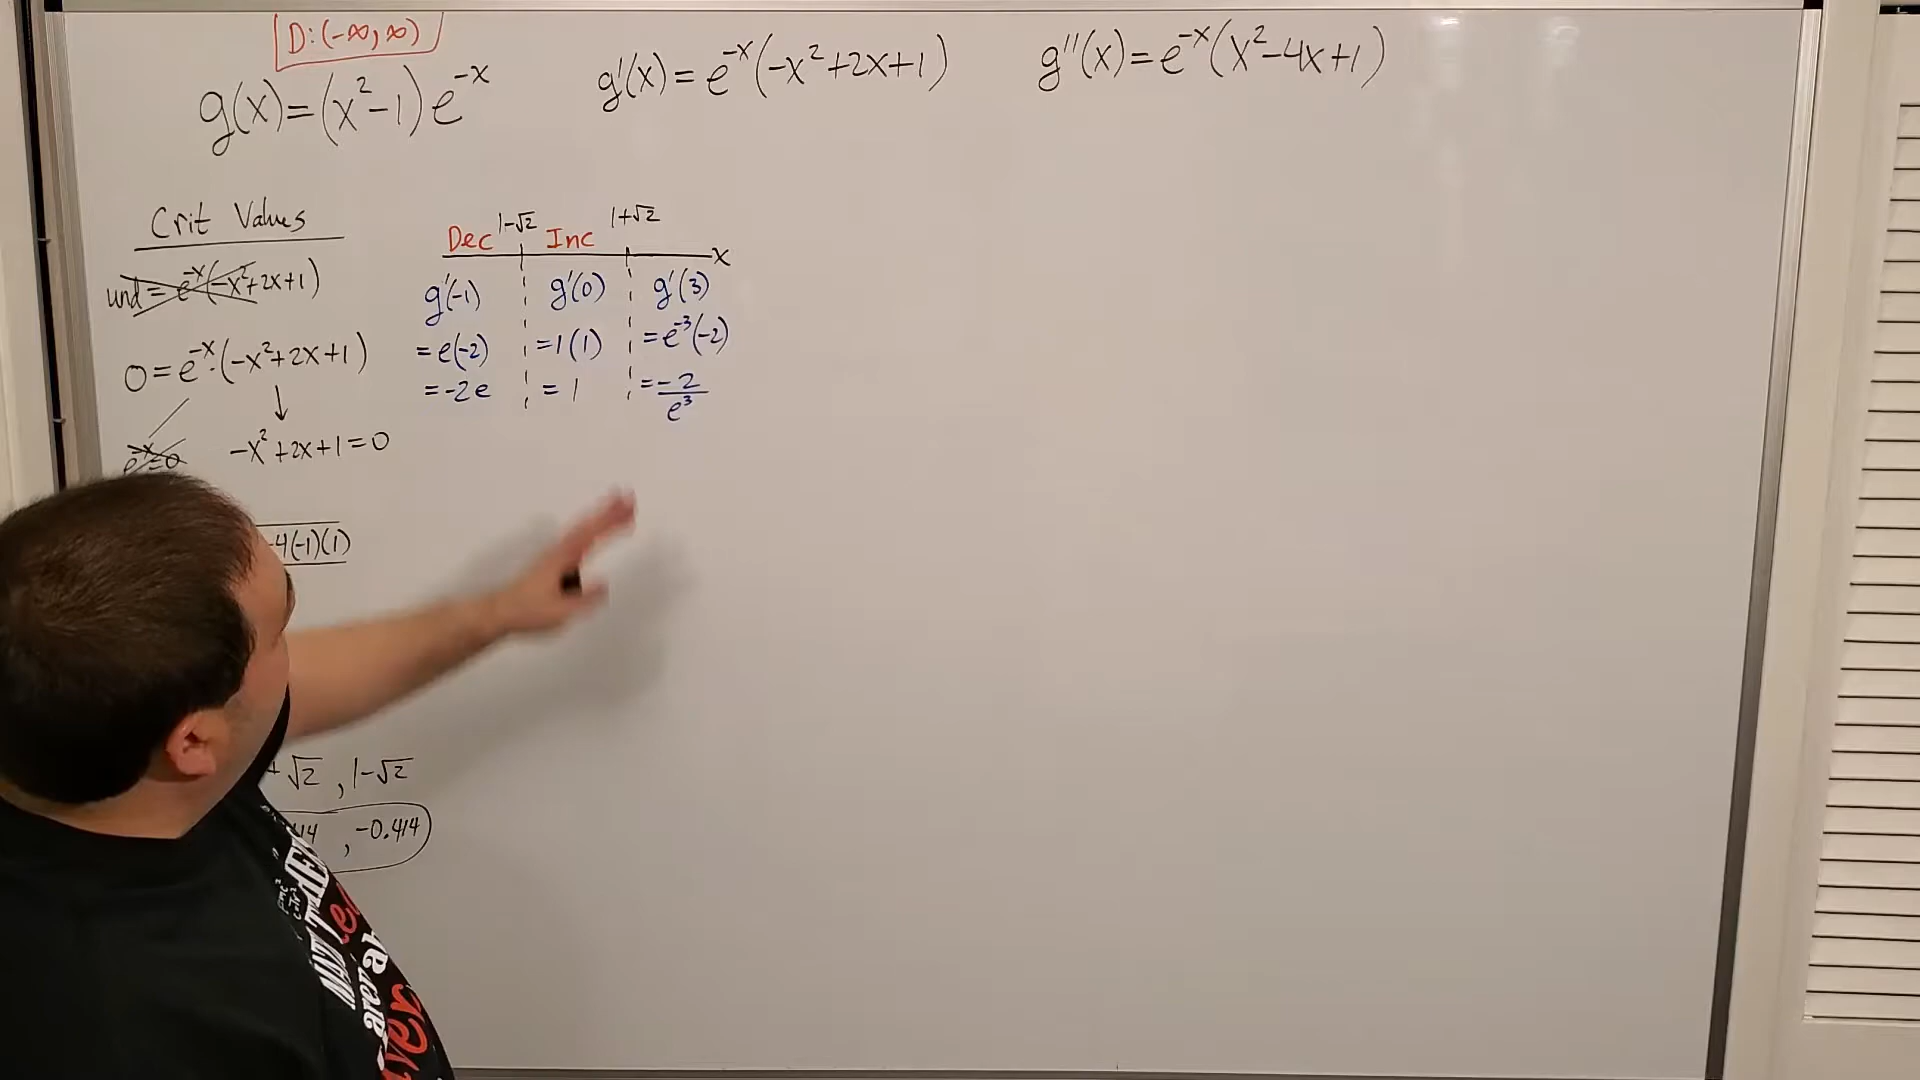 D: (-∞, ∞)
g(x) = (x²-1) e^-x
g'(x) = e^-x (-x²+2x+1)
g''(x) = e^-x (x²-4x+1)
Crit Values
und = e^-x (-x²+2x+1)
0 = e^-x · (-x²+2x+1)
e^-x = 0
-x²+2x+1=0
-4(-1)(1)
+√2 , 1-√2
, -0.414
1-√2 1+√2
Dec Inc
x
g'(-1) g'(0) g'(3)
= e(-2) = 1(1) = e^-3(-2)
= -2e = 1 = -2/e³